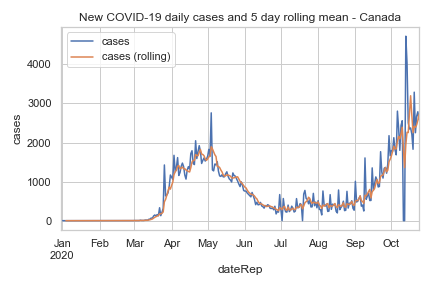 New COVID-19 daily cases and 5 day rolling mean - Canada
cases
cases (rolling)
cases
4000
3000
2000
1000
0
Jan Feb Mar Apr May Jun Jul Aug Sep Oct
2020
dateRep